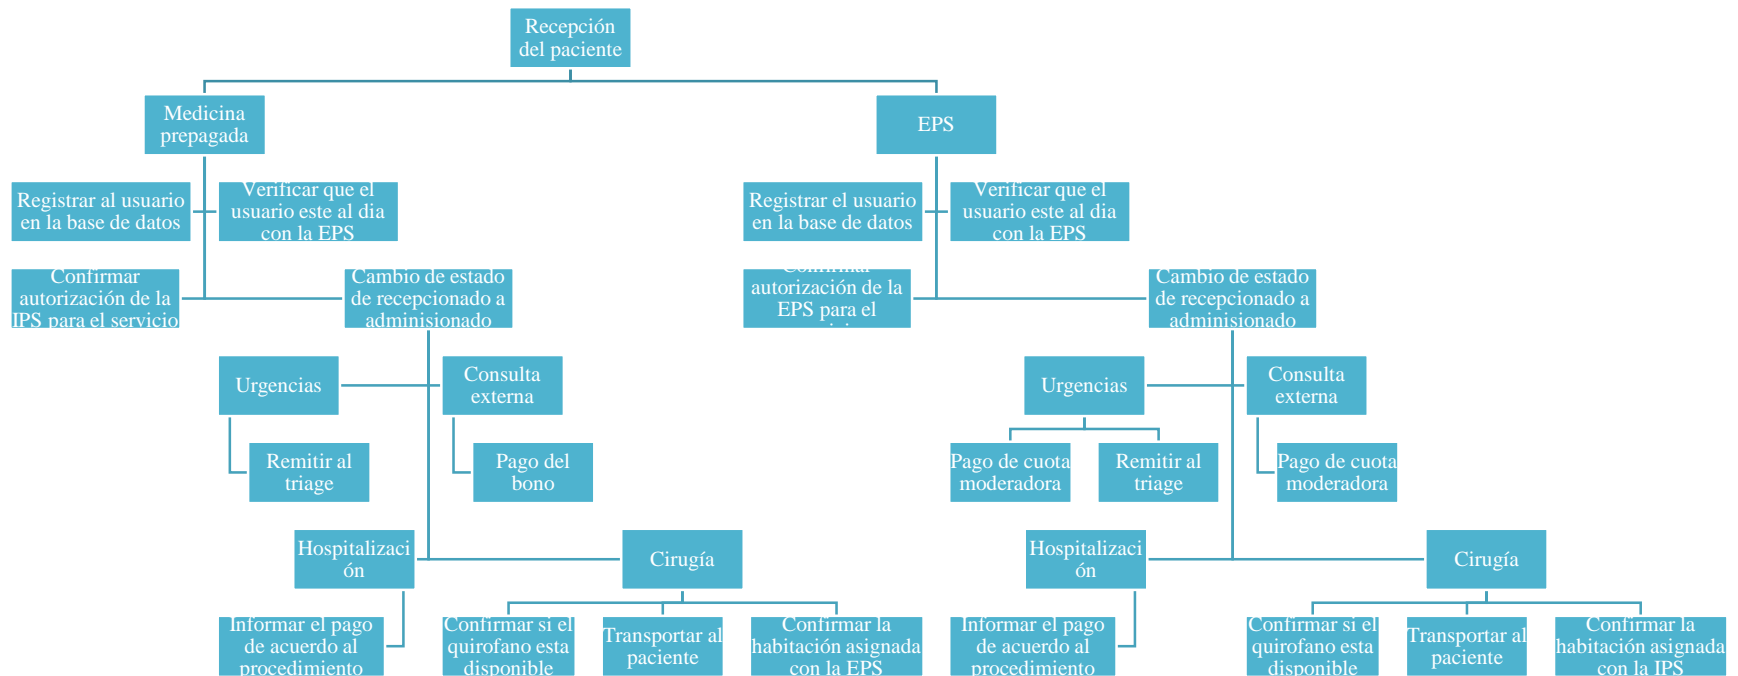 Recepción
del paciente
Medicina
prepagada
EPS
Registrar al usuario
en la base de datos
Verificar que el
usuario este al dia
con la EPS
Registrar el usuario
en la base de datos
Verificar que el
usuario este al dia
con la EPS
Confirmar
autorización de la
IPS para el servicio
Cambio de estado
de recepcionado a
adminisionado
Confirmar
autorización de la
EPS para el
Cambio de estado
de recepcionado a
adminisionado
Urgencias
Consulta
externa
Urgencias
Consulta
externa
Remitir al
triage
Pago del
bono
Pago de cuota
moderadora
Remitir al
triage
Pago de cuota
moderadora
Hospitalizaci
ón
Cirugía
Hospitalizaci
ón
Cirugía
Informar el pago
de acuerdo al
procedimiento
Confirmar si el
quirofano esta
disponible
Transportar al
paciente
Confirmar la
habitación asignada
con la EPS
Informar el pago
de acuerdo al
procedimiento
Confirmar si el
quirofano esta
disponible
Transportar al
paciente
Confirmar la
habitación asignada
con la IPS